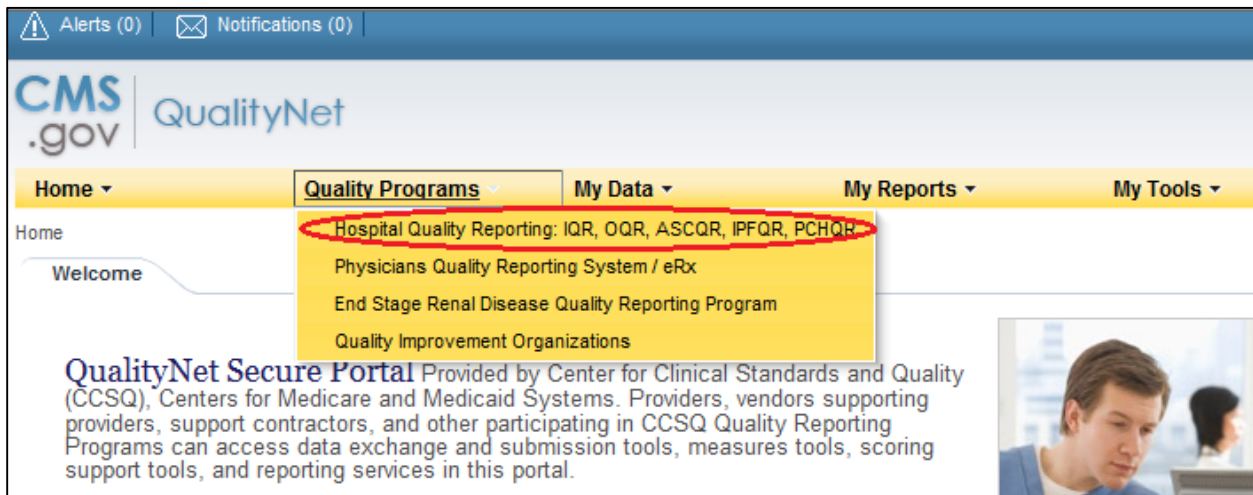 Alerts (0) Notifications (0)
CMS
.gov
QualityNet
Home Quality Programs My Data My Reports My Tools
Home
Hospital Quality Reporting: IQR, OQR, ASCQR, IPFQR, PCHQR
Welcome
Physicians Quality Reporting System / eRx
End Stage Renal Disease Quality Reporting Program
Quality Improvement Organizations
QualityNet Secure Portal Provided by Center for Clinical Standards and Quality
(CCSQ), Centers for Medicare and Medicaid Systems. Providers, vendors supporting
providers, support contractors, and other participating in CCSQ Quality Reporting
Programs can access data exchange and submission tools, measures tools, scoring
support tools, and reporting services in this portal.